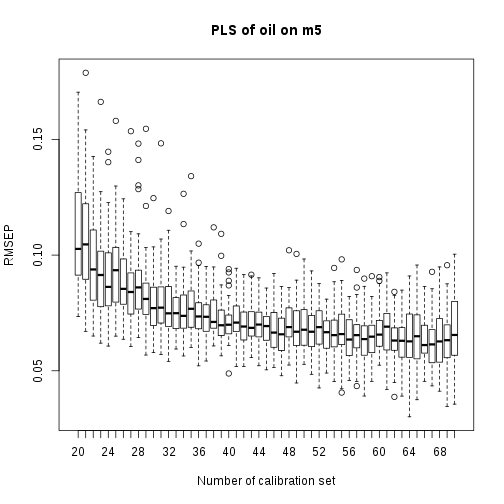 PLS of oil on m5
RMSEP
0.15
0.10
0.05
20 24 28 32 36 40 44 48 52 56 60 64 68
Number of calibration set